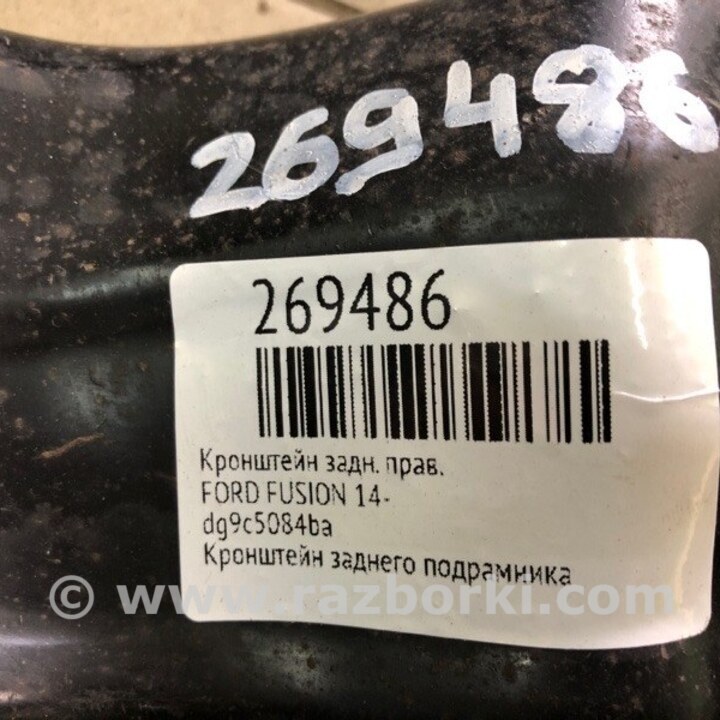 269486
269486
Кронштейн задн. прав.
FORD FUSION 14-
dg9c5084ba
Кронштейн заднего подрамника
© www.razborki.com